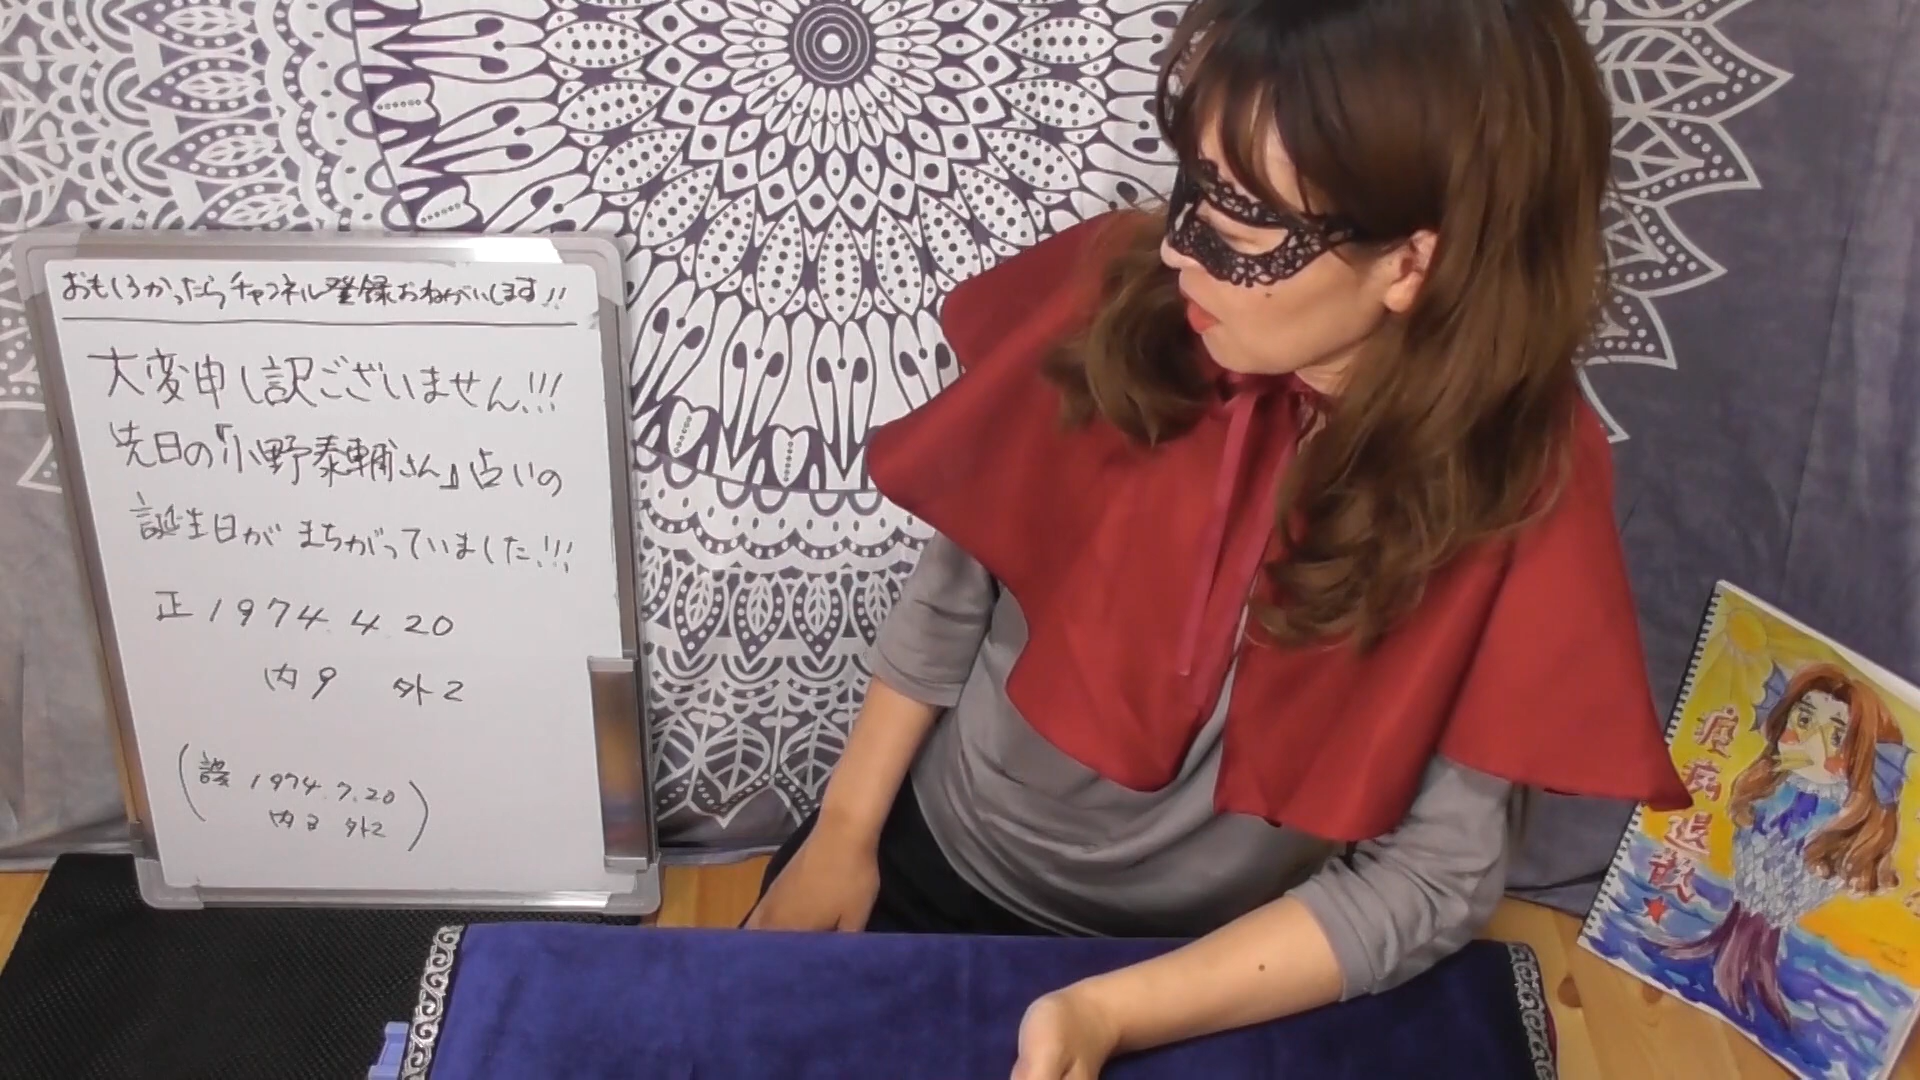 おもしろかったらチャンネル登録おねがいします!!
大変申し訳ございません!!!
先日の『小野泰輔さん』占いの
誕生日がまちがっていました!!!
正 1974.4.20
内9 外2
(誤 1974.7.20
内3 外2)
疫病退散